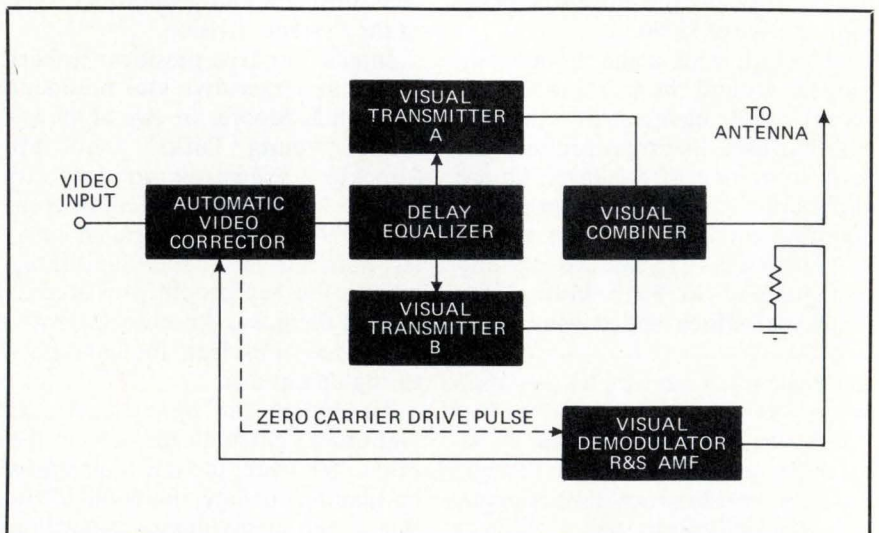 VISUAL
TRANSMITTER
A
TO
ANTENNA
VIDEO
INPUT
AUTOMATIC
VIDEO
CORRECTOR
DELAY
EQUALIZER
VISUAL
COMBINER
VISUAL
TRANSMITTER
B
ZERO CARRIER DRIVE PULSE
VISUAL
DEMODULATOR
R&S AMF